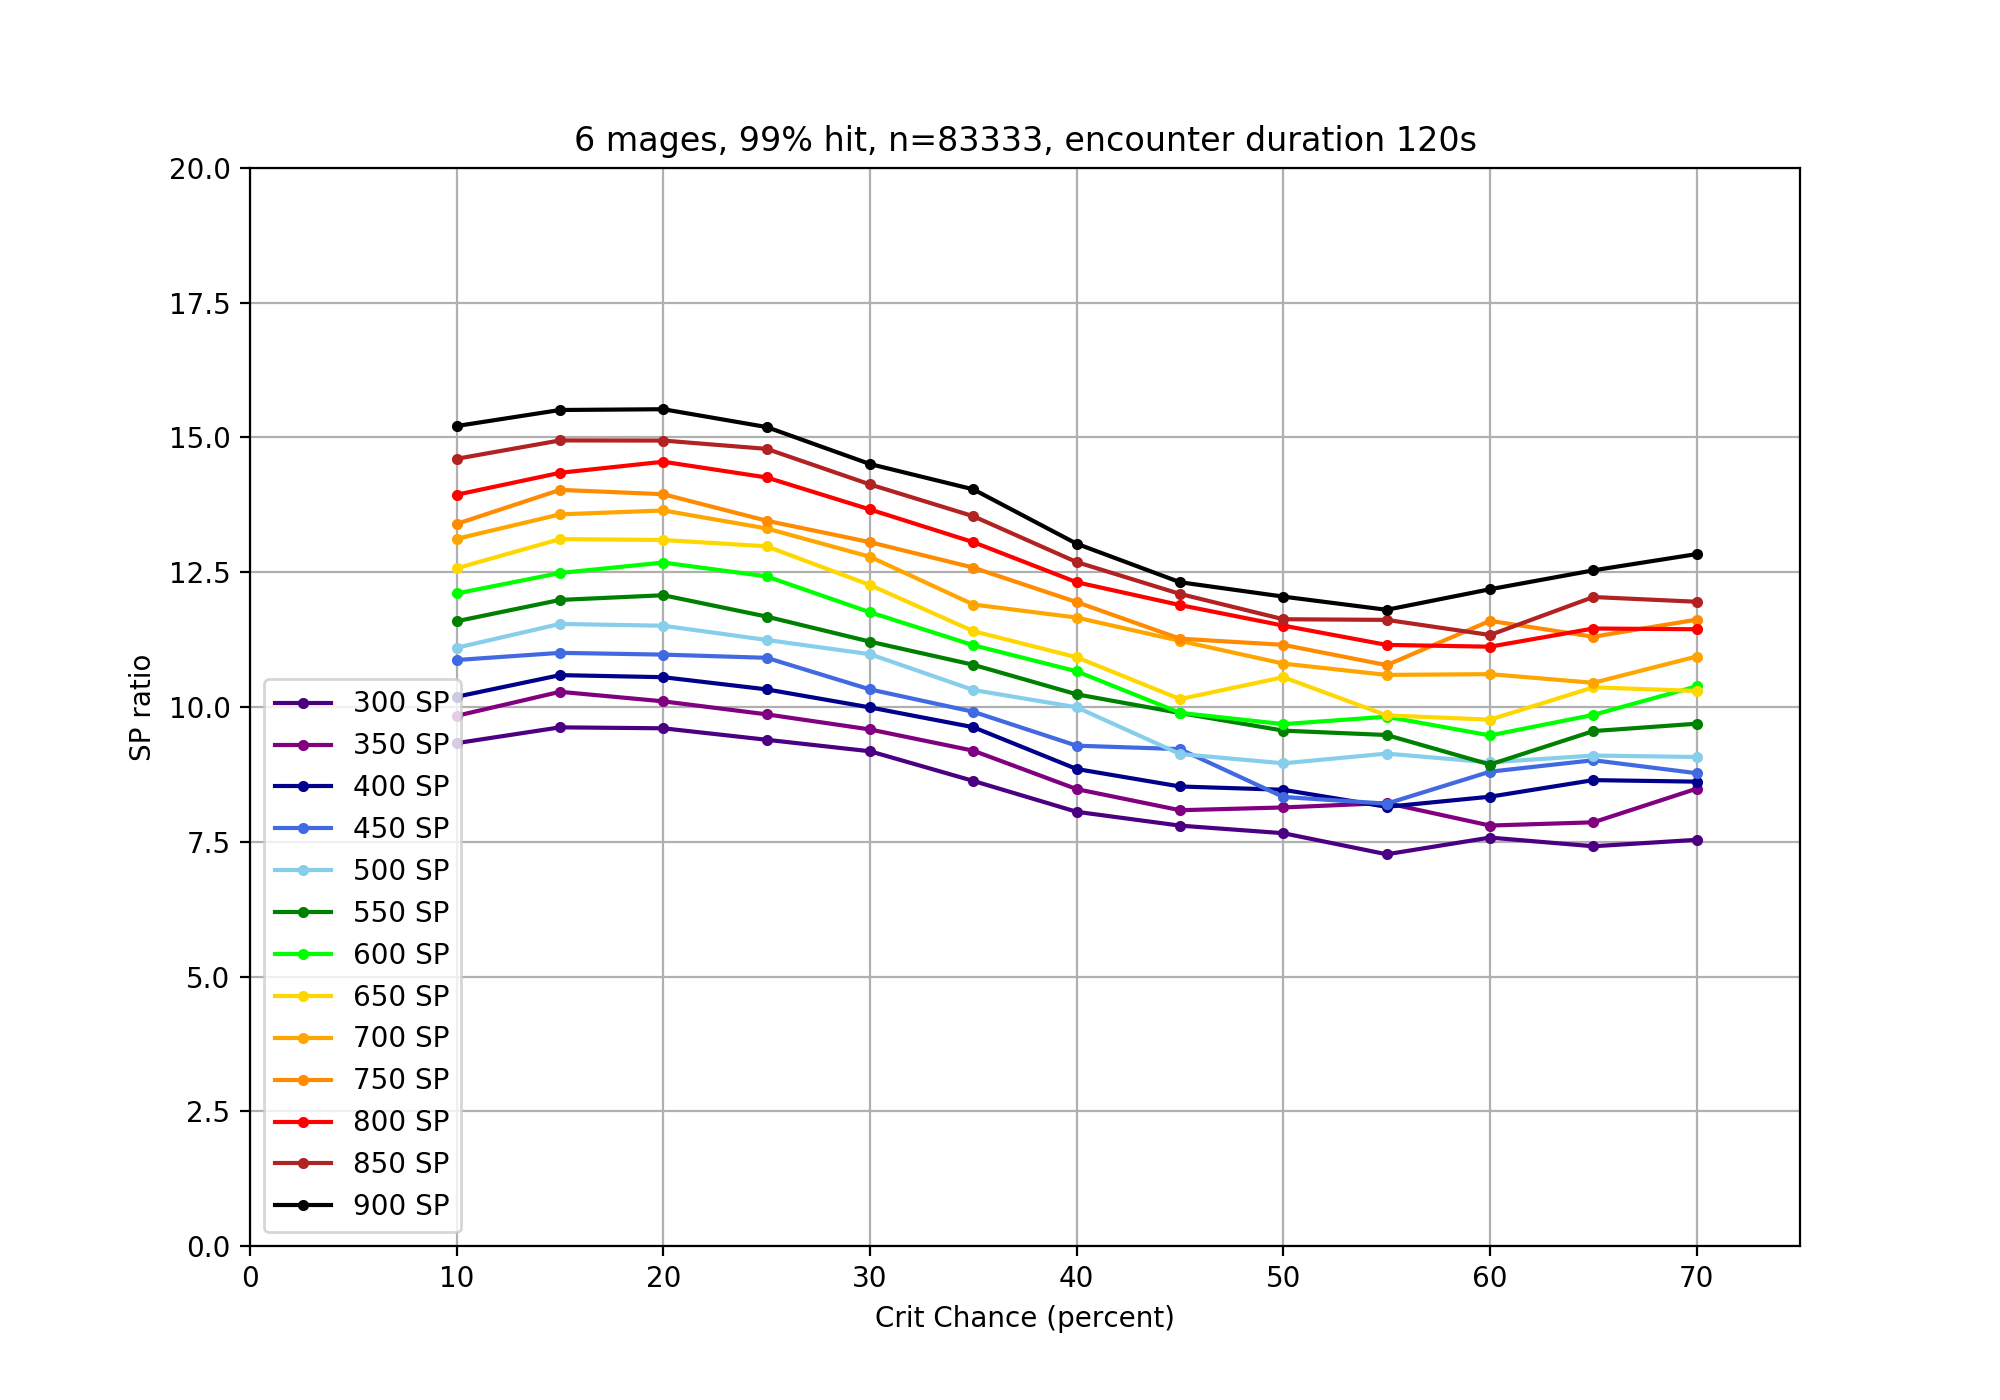 6 mages, 99% hit, n=83333, encounter duration 120s
20.0
17.5
15.0
12.5
10.0
7.5
5.0
2.5
0.0
SP ratio
300 SP
350 SP
400 SP
450 SP
500 SP
550 SP
600 SP
650 SP
700 SP
750 SP
800 SP
850 SP
900 SP
0 10 20 30 40 50 60 70
Crit Chance (percent)